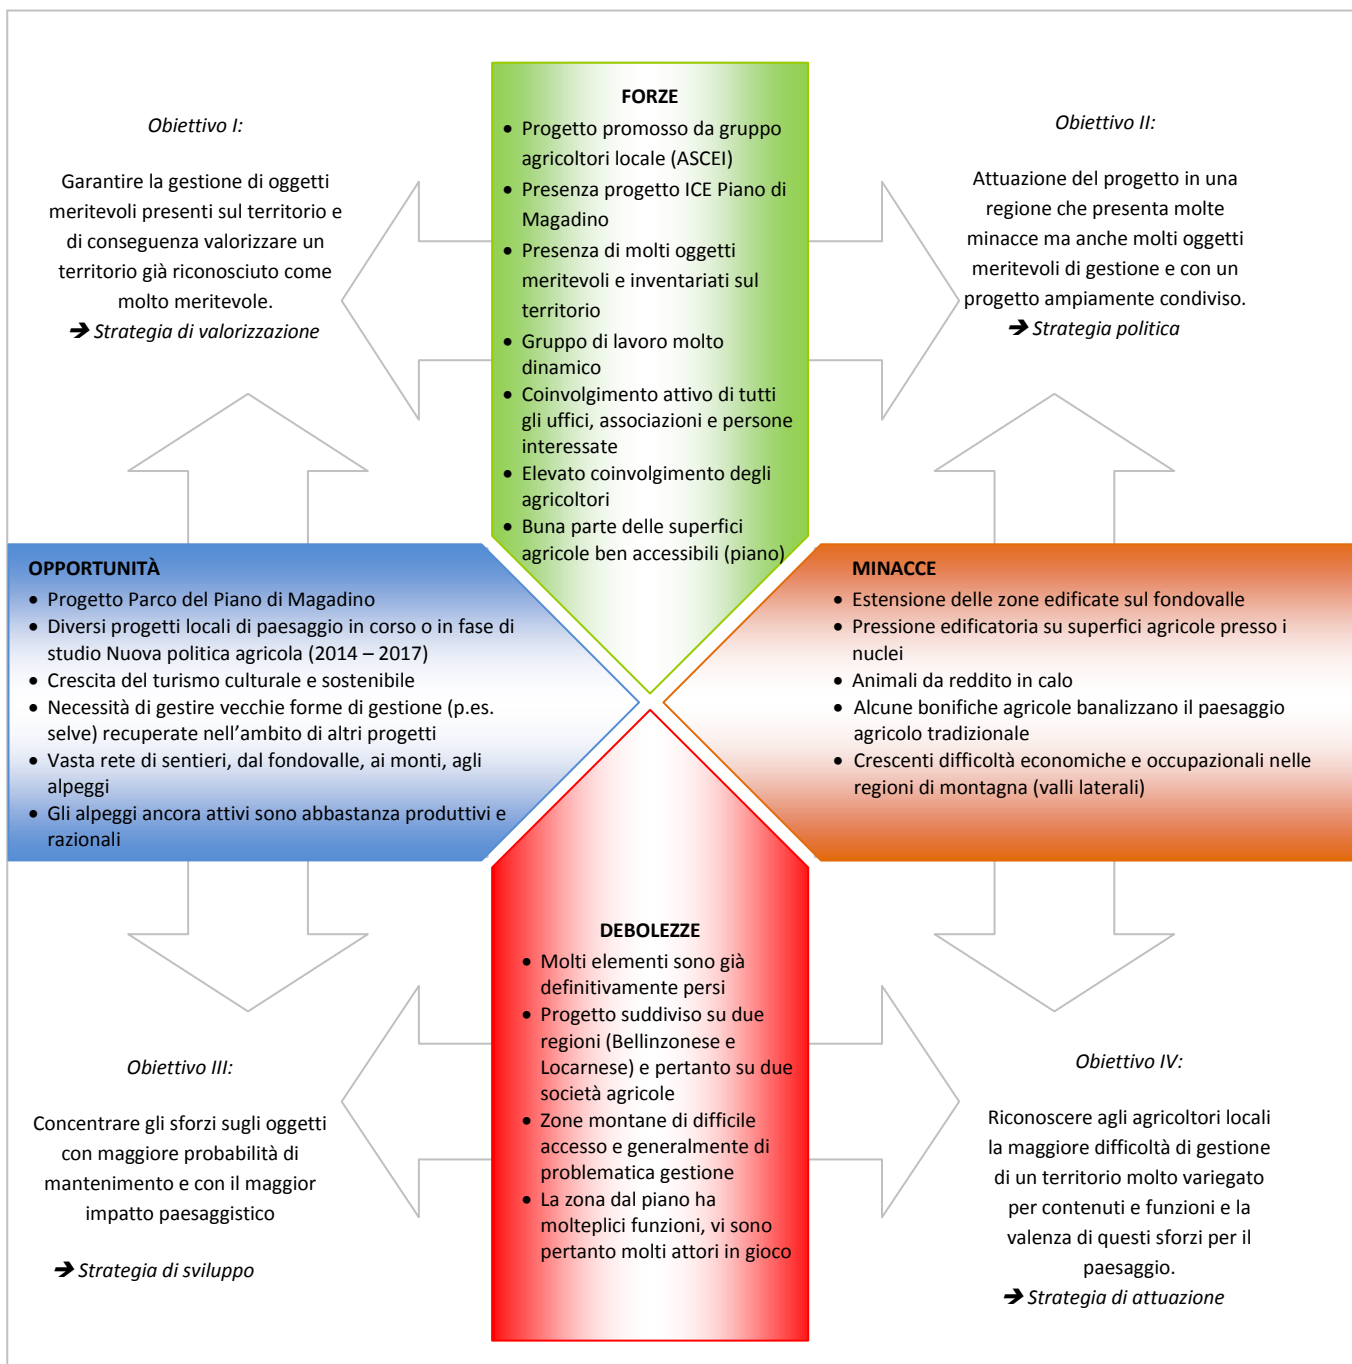 FORZE
• Progetto promosso da gruppo
agricoltori locale (ASCEI)
• Presenza progetto ICE Piano di
Magadino
• Presenza di molti oggetti
meritevoli e inventariati sul
territorio
• Gruppo di lavoro molto
dinamico
• Coinvolgimento attivo di tutti
gli uffici, associazioni e persone
interessate
• Elevato coinvolgimento degli
agricoltori
• Buna parte delle superfici
agricole ben accessibili (piano)
Obiettivo I:
Garantire la gestione di oggetti
meritevoli presenti sul territorio e
di conseguenza valorizzare un
territorio già riconosciuto come
molto meritevole.
➔ Strategia di valorizzazione
Obiettivo II:
Attuazione del progetto in una
regione che presenta molte
minacce ma anche molti oggetti
meritevoli di gestione e con un
progetto ampiamente condiviso.
➔ Strategia politica
OPPORTUNITÀ
• Progetto Parco del Piano di Magadino
• Diversi progetti locali di paesaggio in corso o in fase di
studio Nuova politica agricola (2014 – 2017)
• Crescita del turismo culturale e sostenibile
• Necessità di gestire vecchie forme di gestione (p.es.
selve) recuperate nell’ambito di altri progetti
• Vasta rete di sentieri, dal fondovalle, ai monti, agli
alpeggi
• Gli alpeggi ancora attivi sono abbastanza produttivi e
razionali
MINACCE
• Estensione delle zone edificate sul fondovalle
• Pressione edificatoria su superfici agricole presso i
nuclei
• Animali da reddito in calo
• Alcune bonifiche agricole banalizzano il paesaggio
agricolo tradizionale
• Crescenti difficoltà economiche e occupazionali nelle
regioni di montagna (valli laterali)
DEBOLEZZE
• Molti elementi sono già
definitivamente persi
• Progetto suddiviso su due
regioni (Bellinzonese e
Locarnese) e pertanto su due
società agricole
• Zone montane di difficile
accesso e generalmente di
problematica gestione
• La zona dal piano ha
molteplici funzioni, vi sono
pertanto molti attori in gioco
Obiettivo III:
Concentrare gli sforzi sugli oggetti
con maggiore probabilità di
mantenimento e con il maggior
impatto paesaggistico
➔ Strategia di sviluppo
Obiettivo IV:
Riconoscere agli agricoltori locali
la maggiore difficoltà di gestione
di un territorio molto variegato
per contenuti e funzioni e la
valenza di questi sforzi per il
paesaggio.
➔ Strategia di attuazione